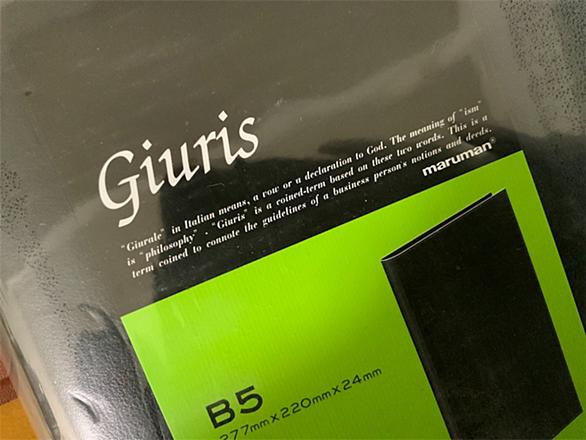 Giuris
"Giurale" in Italian means, a vow or a declaration to God. The meaning of "ism"
is "philosophy" · "Giuris" is a coined-term based on these two words. This is a
term coined to connote the guidelines of a business person's notions and deeds.
maruman®
B5
277mm×220mm×24mm